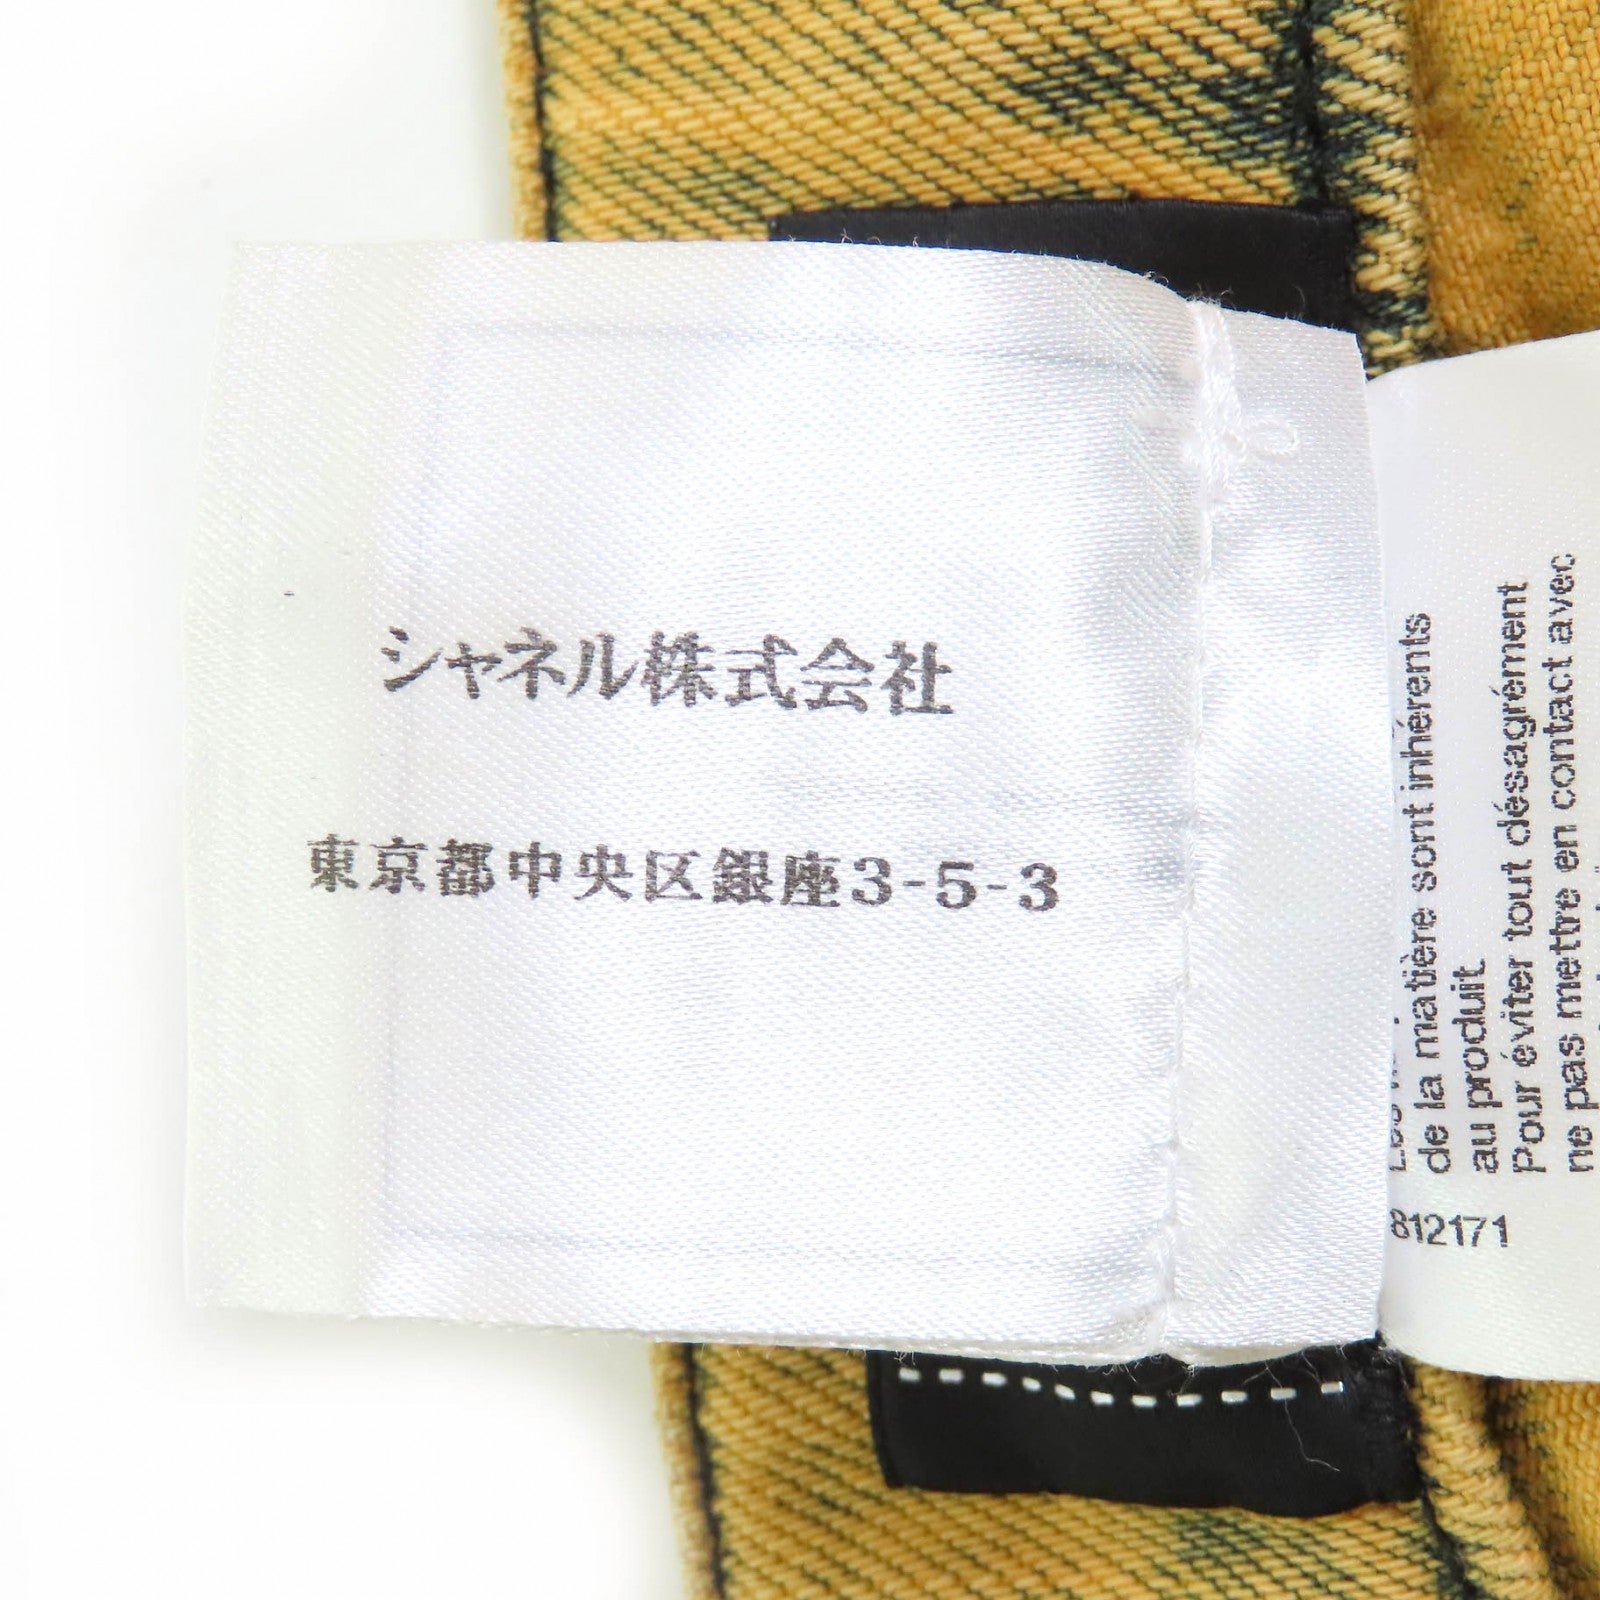 シャネル株式会社
東京都中央区銀座3-5-3
de la matière sont inhérents
au produit.
Pour éviter tout désagrément
ne pas mettre en contact avec
812171